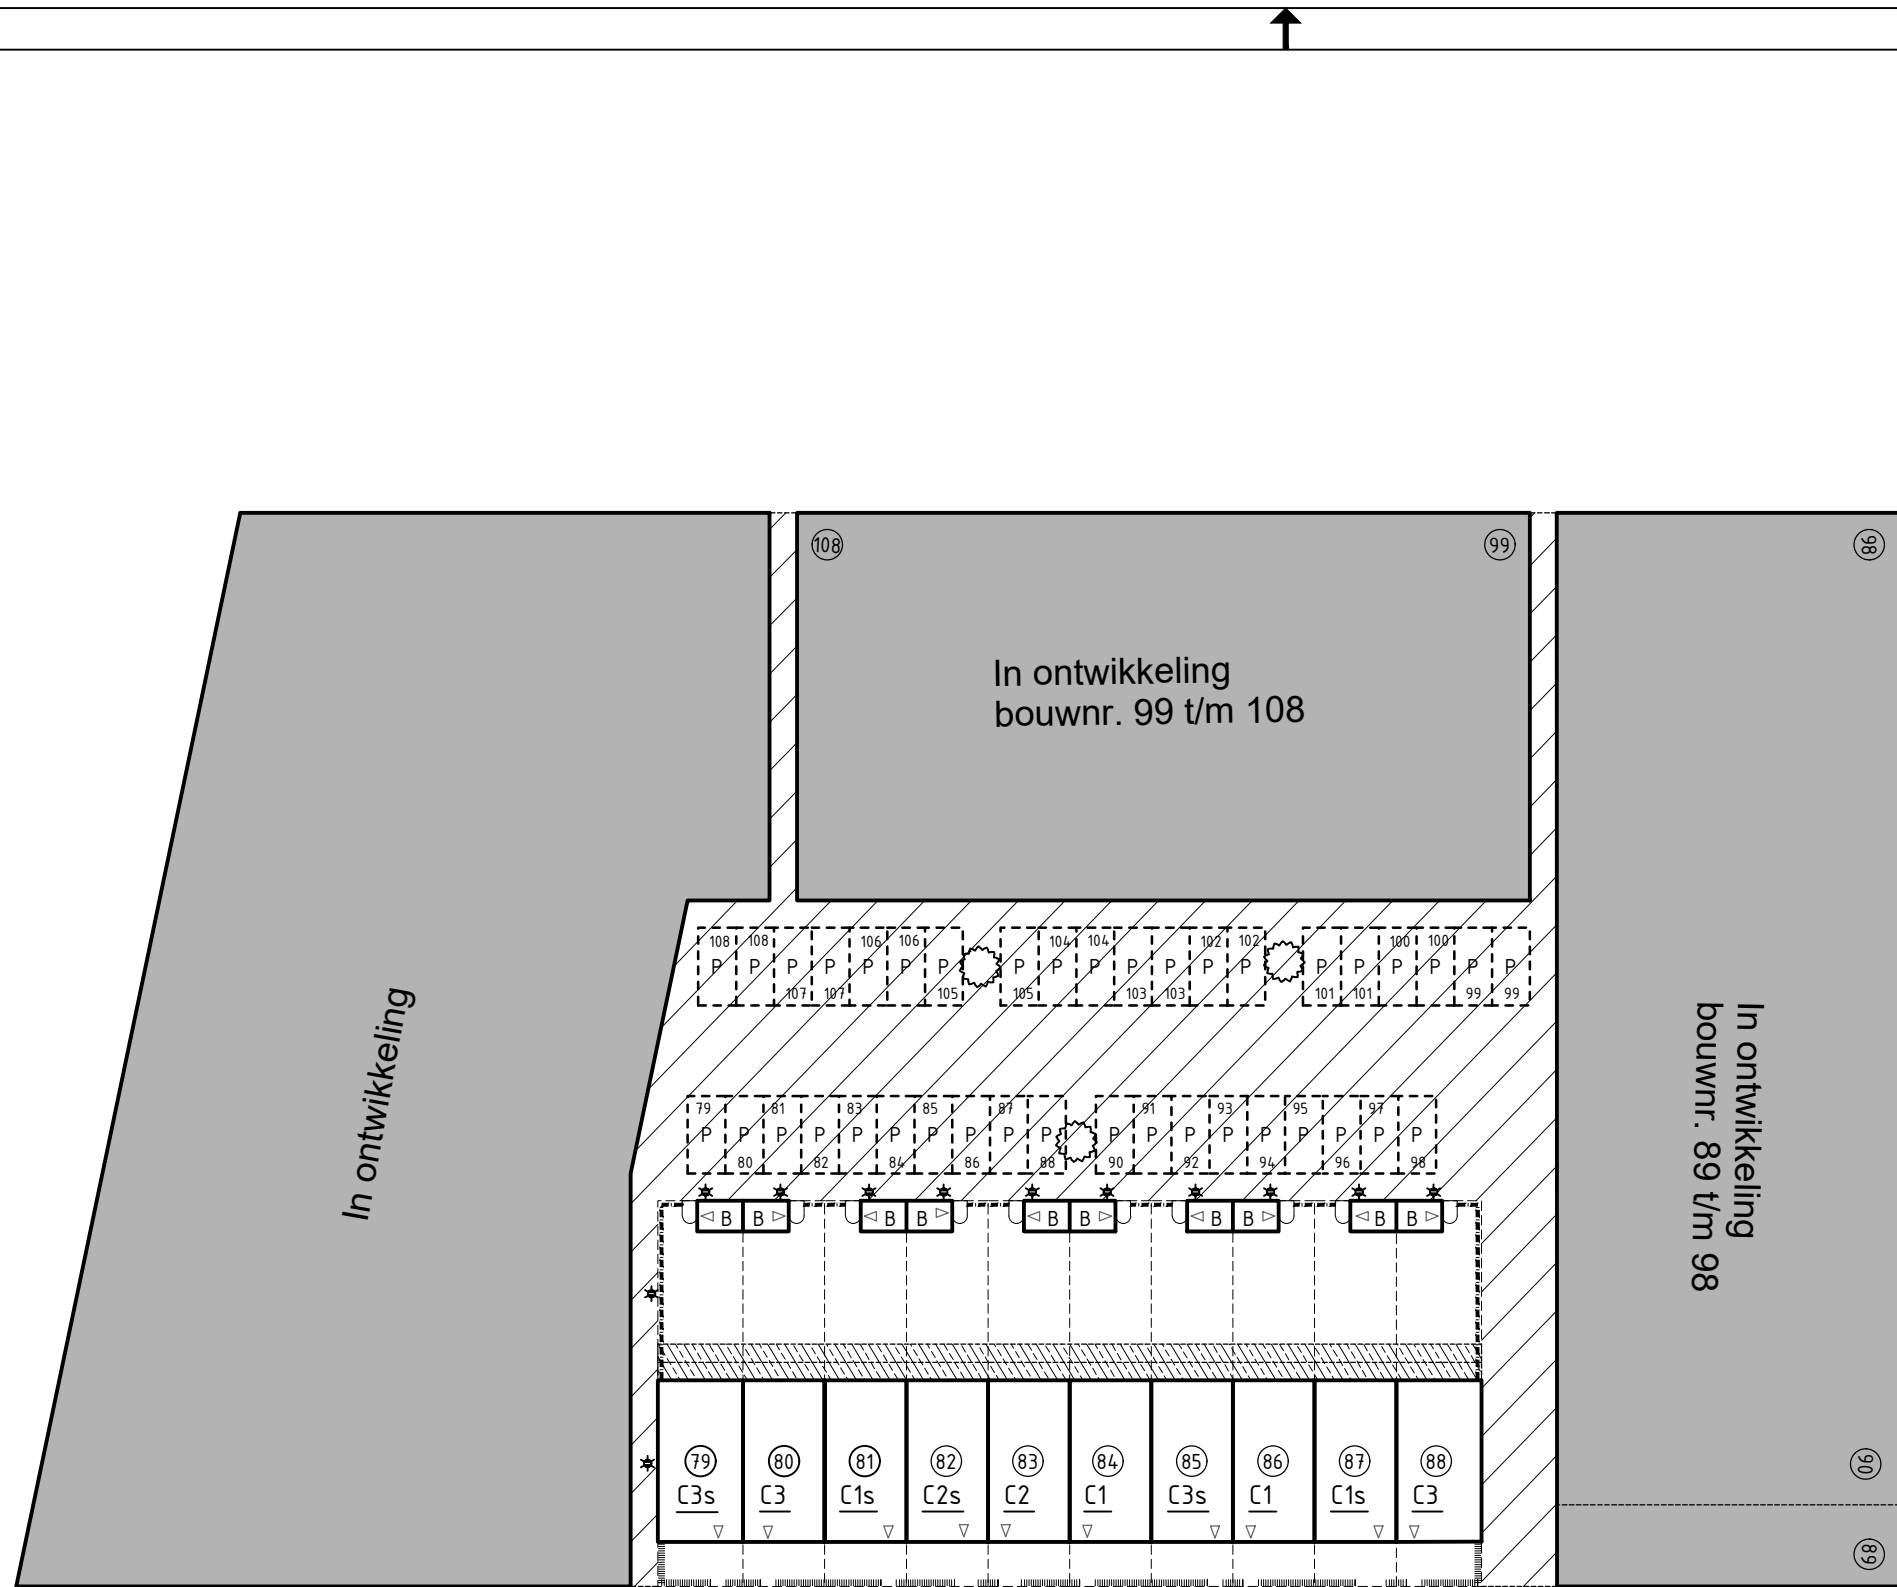 108 99 98
In ontwikkeling
bouwnr. 99 t/m 108
In ontwikkeling
In ontwikkeling
bouwnr. 89 t/m 98
108 108 106 106 104 104 102 102 100 100
P P P P P P P P P P P P P P P P P P P P
107 107 105 105 103 103 101 101 99 99
79 81 83 85 87 91 93 95 97
P P P P P P P P P P P P P P P P P P P
80 82 84 86 88 90 92 94 96 98
B B B B B B B B B B
79 80 81 82 83 84 85 86 87 88
C3s C3 C1s C2s C2 C1 C3s C1 C1s C3
90
89